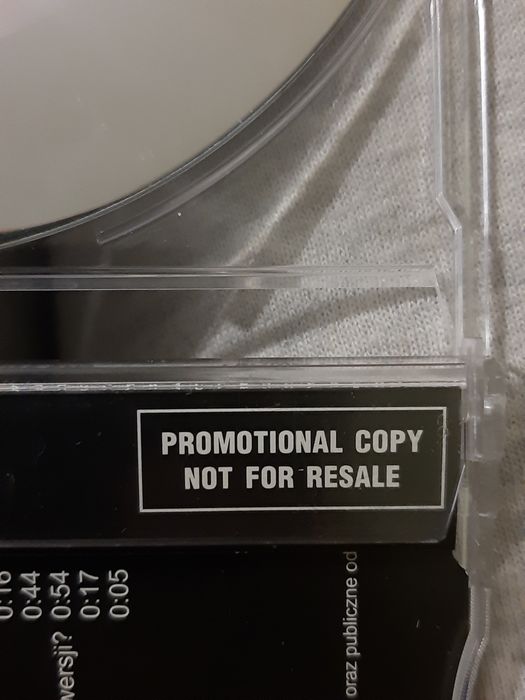 PROMOTIONAL COPY
NOT FOR RESALE
0:44
wersji? 0:54
0:17
0:05
oraz publiczne od